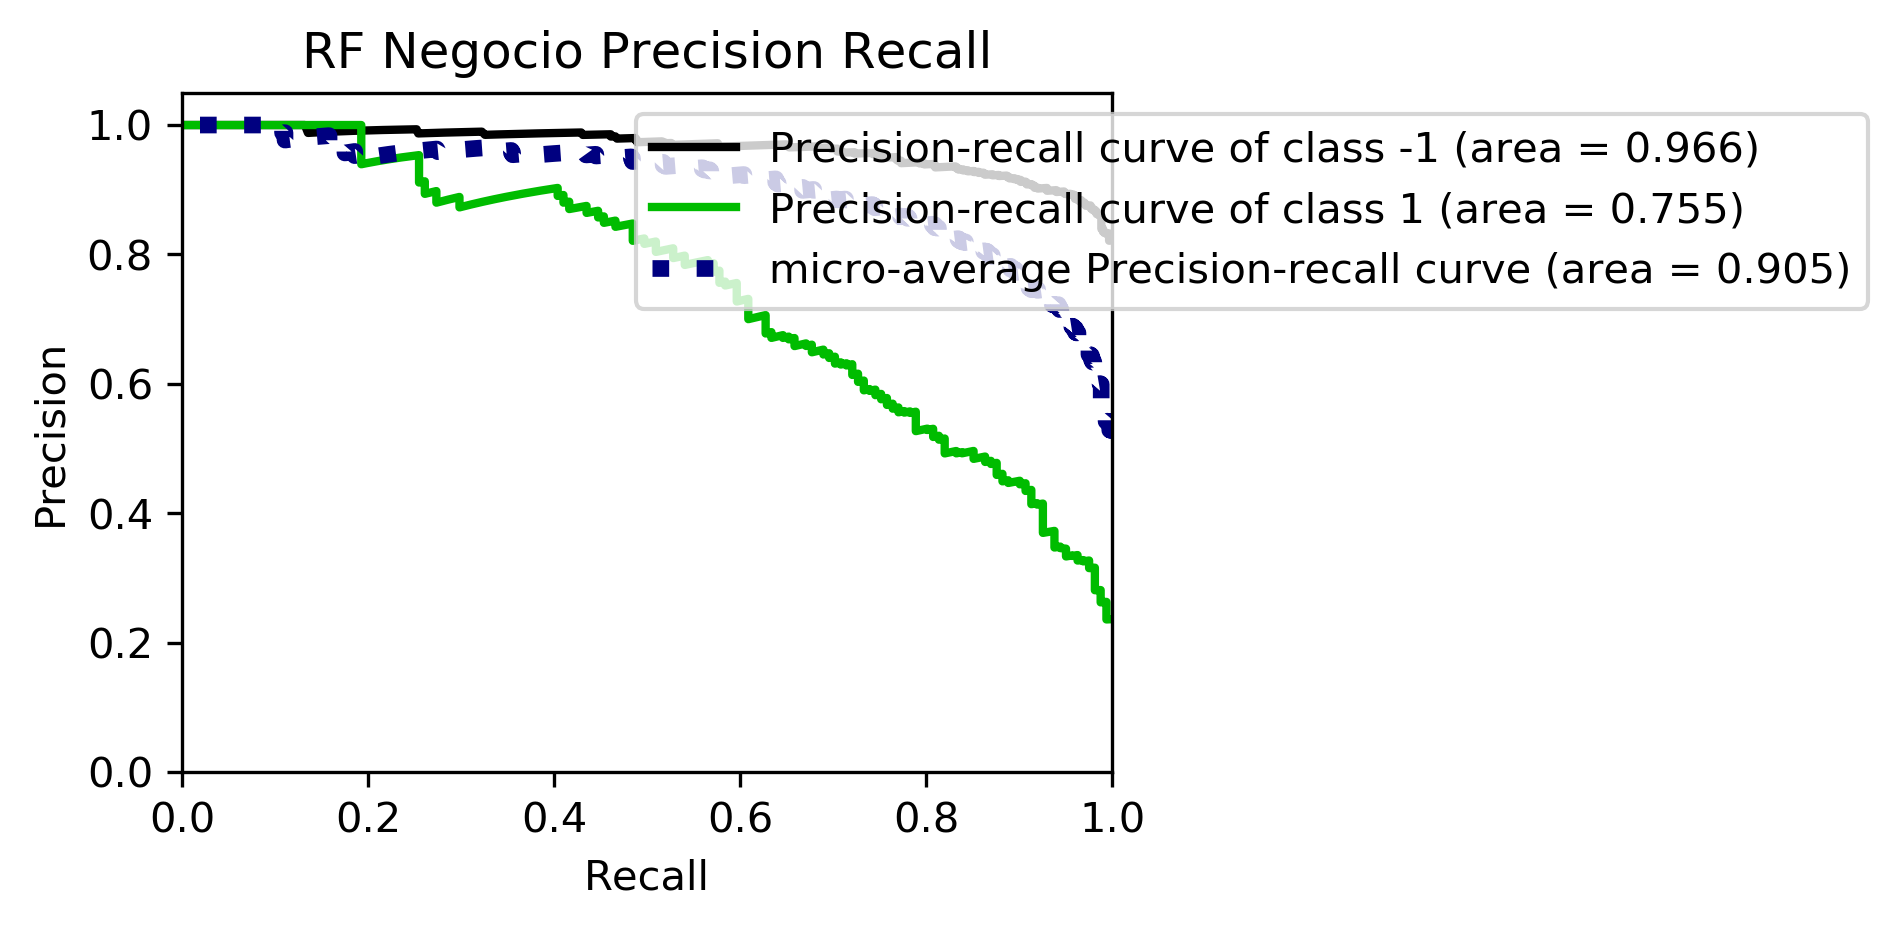 RF Negocio Precision Recall
Precision-recall curve of class -1 (area = 0.966)
Precision-recall curve of class 1 (area = 0.755)
micro-average Precision-recall curve (area = 0.905)
Precision
1.0
0.8
0.6
0.4
0.2
0.0
0.0 0.2 0.4 0.6 0.8 1.0
Recall